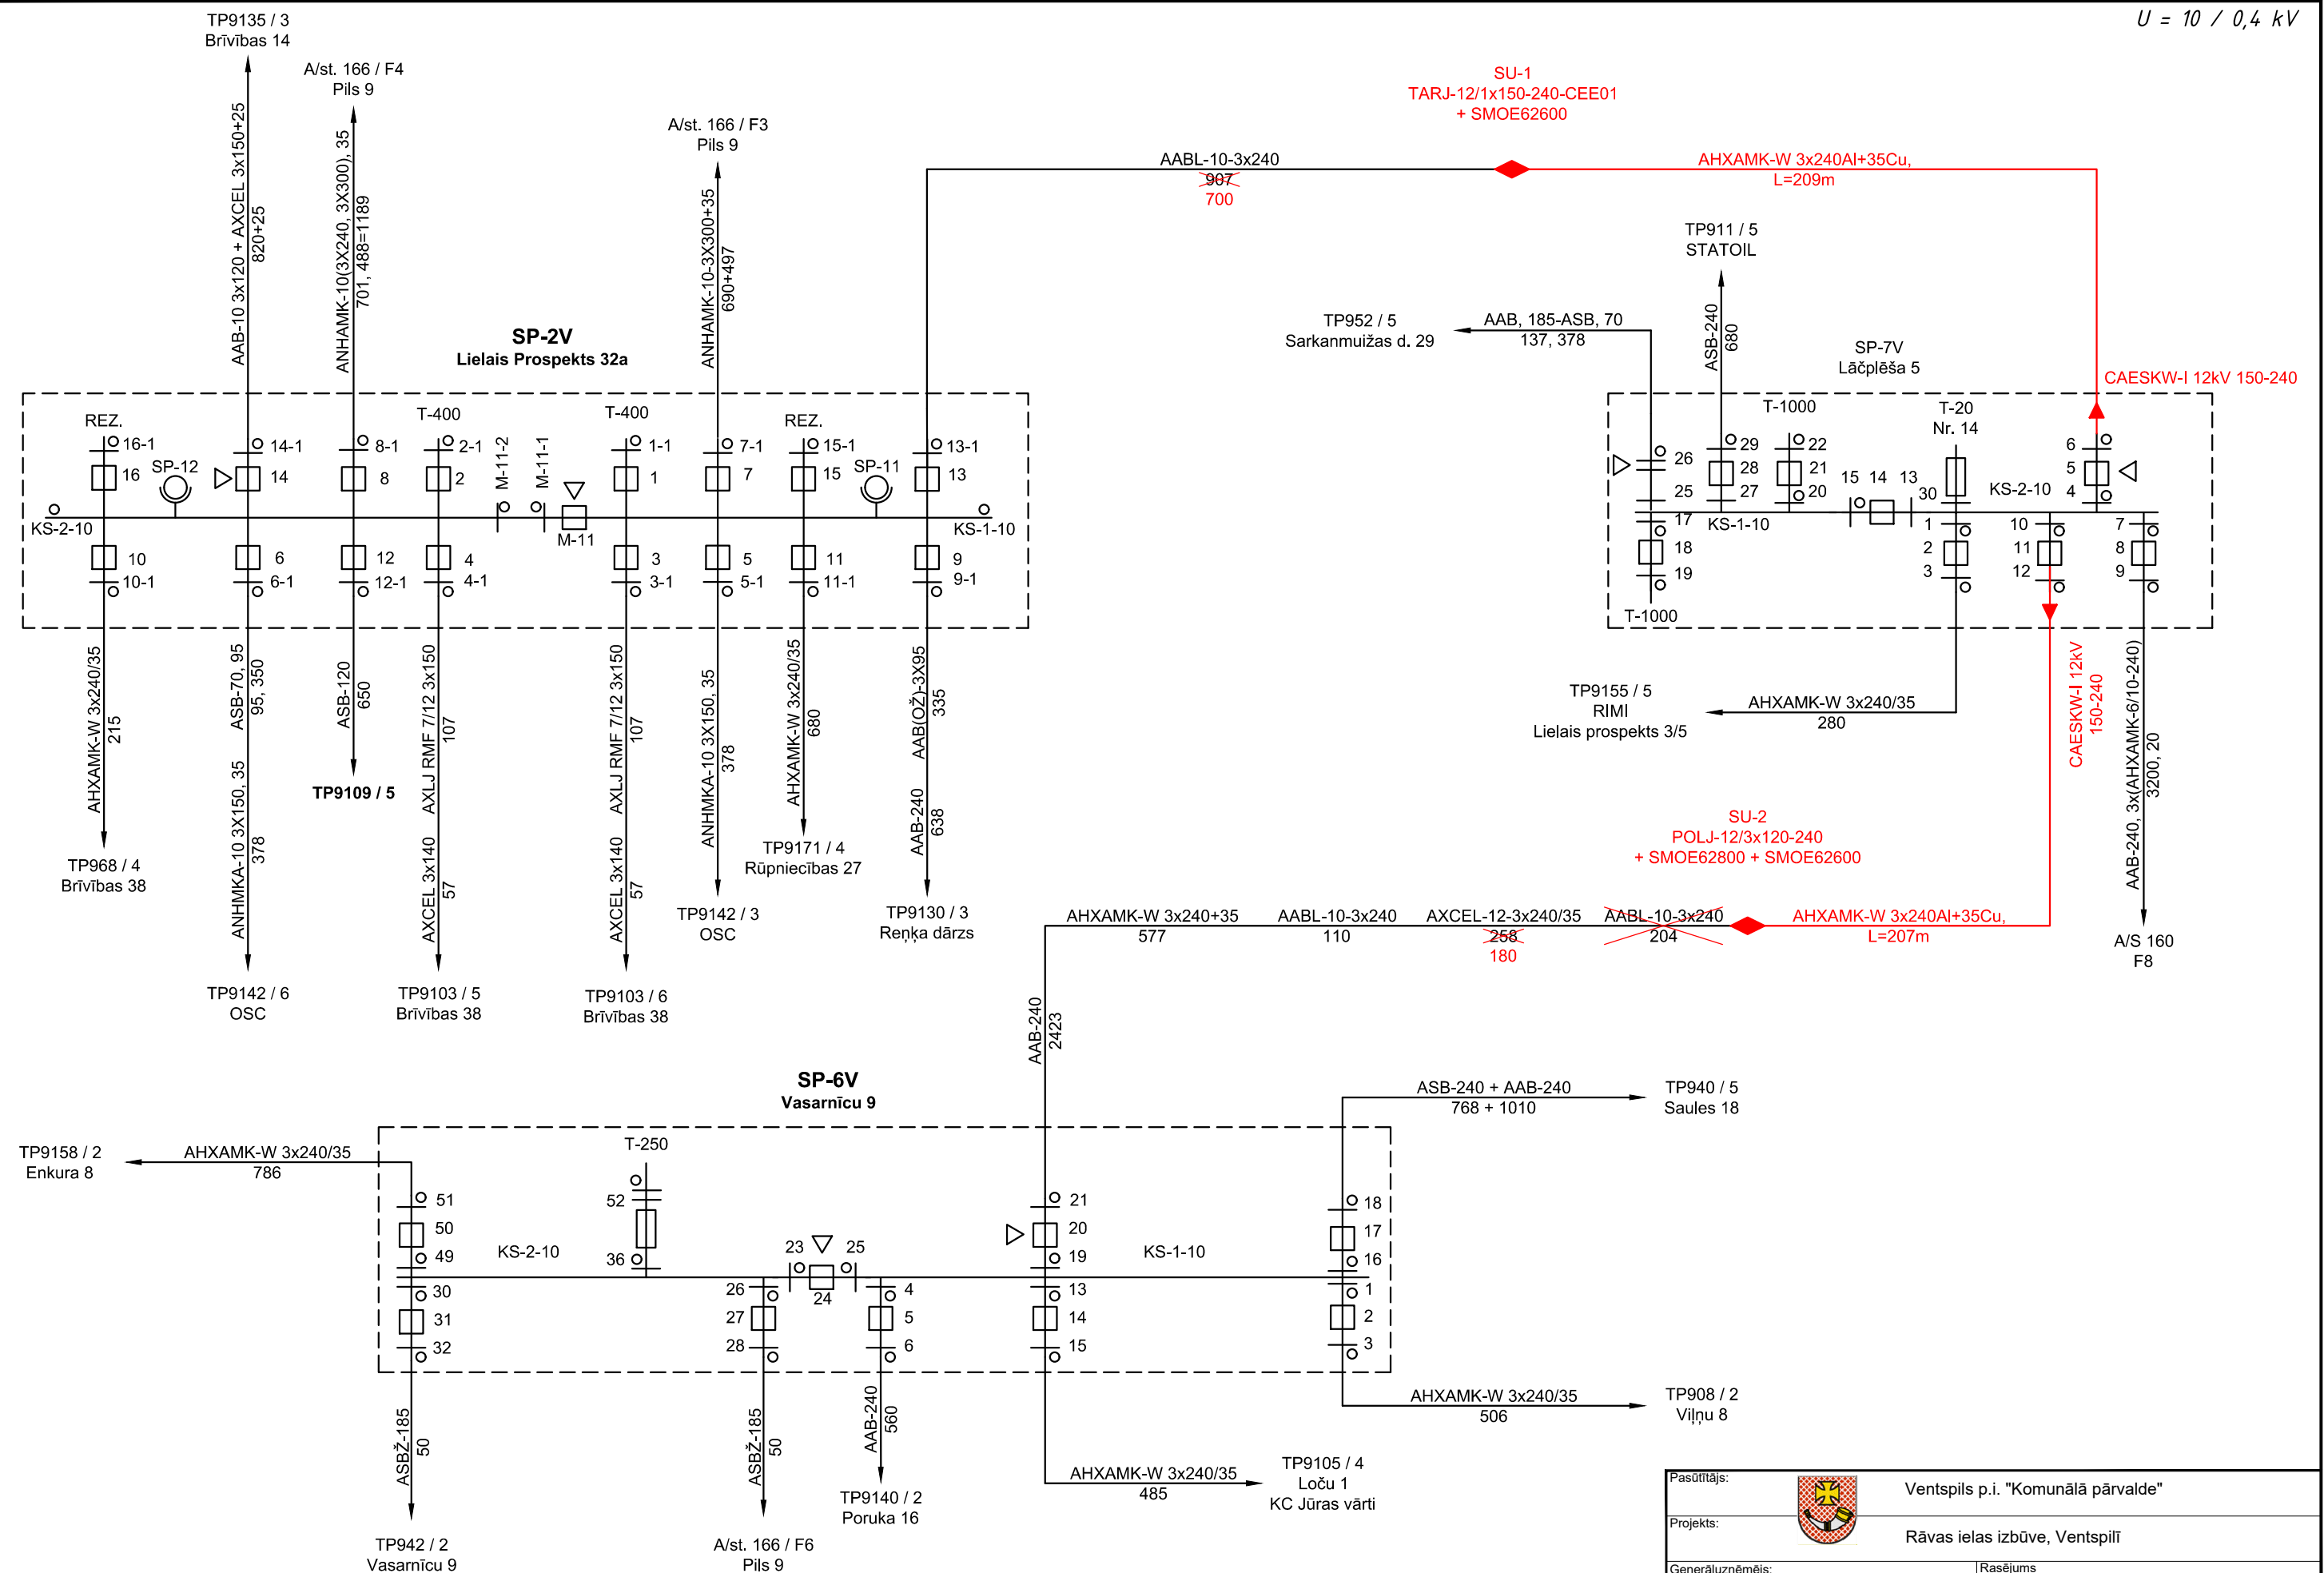 U = 10 / 0,4 kV
TP9135 / 3
Brīvības 14
A/st. 166 / F4
Pils 9
A/st. 166 / F3
Pils 9
AAB-10 3x120 + AXCEL 3x150+25
820+25
ANHAMK-10(3X240, 3X300), 35
701, 488=1189
ANHAMK-10-3X300+35
690+497
SU-1
TARJ-12/1x150-240-CEE01
+ SMOE62600
AABL-10-3x240
907
700
AHXAMK-W 3x240Al+35Cu,
L=209m
TP911 / 5
STATOIL
ASB-240
680
TP952 / 5
Sarkanmuižas d. 29
AAB, 185-ASB, 70
137, 378
SP-7V
Lāčplēša 5
CAESKW-I 12kV 150-240
SP-2V
Lielais Prospekts 32a
REZ.
T-400
T-400
REZ.
16-1
14-1
8-1
2-1
M-11-2
M-11-1
1-1
7-1
15-1
13-1
16
SP-12
14
8
2
1
7
15
SP-11
13
KS-2-10
M-11
KS-1-10
10
6
12
4
3
5
11
9
10-1
6-1
12-1
4-1
3-1
5-1
11-1
9-1
T-1000
T-20
Nr. 14
26
29
22
6
28
21
15
14
13
5
25
27
20
30
KS-2-10
4
17
KS-1-10
1
10
7
18
2
11
8
19
3
12
9
T-1000
AHXAMK-W 3x240/35
215
ASB-70, 95
95, 350
ANHMKA-10 3X150, 35
378
ASB-120
650
AXLJ RMF 7/12 3x150
107
AXCEL 3x140
57
AXLJ RMF 7/12 3x150
107
AXCEL 3x140
57
ANHMKA-10 3X150, 35
378
AHXAMK-W 3x240/35
680
AAB(OŽ)-3X95
335
AAB-240
638
TP968 / 4
Brīvības 38
TP9142 / 6
OSC
TP9109 / 5
TP9103 / 5
Brīvības 38
TP9103 / 6
Brīvības 38
TP9142 / 3
OSC
TP9171 / 4
Rūpniecības 27
TP9130 / 3
Reņķa dārzs
TP9155 / 5
RIMI
Lielais prospekts 3/5
AHXAMK-W 3x240/35
280
CAESKW-I 12kV
150-240
AAB-240, 3x(AHXAMK-6/10-240)
3200, 20
A/S 160
F8
SU-2
POLJ-12/3x120-240
+ SMOE62800 + SMOE62600
AHXAMK-W 3x240+35
577
AABL-10-3x240
110
AXCEL-12-3x240/35
258
180
AABL-10-3x240
204
AHXAMK-W 3x240Al+35Cu,
L=207m
AAB-240
2423
SP-6V
Vasarnīcu 9
ASB-240 + AAB-240
768 + 1010
TP940 / 5
Saules 18
TP9158 / 2
Enkura 8
AHXAMK-W 3x240/35
786
T-250
51
52
21
18
50
20
17
49
KS-2-10
36
23
25
19
KS-1-10
16
30
26
24
4
13
1
31
27
5
14
2
32
28
6
15
3
ASBŽ-185
50
ASBŽ-185
50
AAB-240
560
AHXAMK-W 3x240/35
506
TP908 / 2
Viļņu 8
AHXAMK-W 3x240/35
485
TP9105 / 4
Loču 1
KC Jūras vārti
TP9140 / 2
Poruka 16
TP942 / 2
Vasarnīcu 9
A/st. 166 / F6
Pils 9
Pasūtītājs:
Ventspils p.i. "Komunālā pārvalde"
Projekts:
Rāvas ielas izbūve, Ventspilī
Ģenerāluzņēmējs:
Rasējums